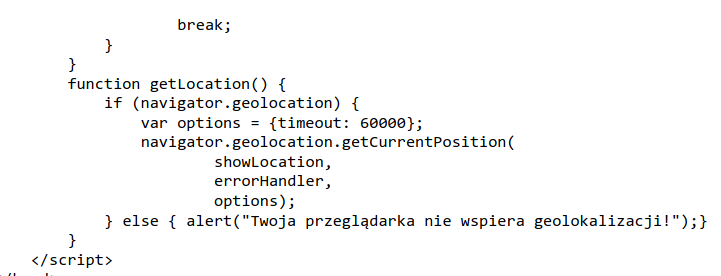 break;
}
}
function getLocation() {
if (navigator.geolocation) {
var options = {timeout: 60000};
navigator.geolocation.getCurrentPosition(
showLocation,
errorHandler,
options);
} else { alert("Twoja przeglądarka nie wspiera geolokalizacji!");}
}
</script>